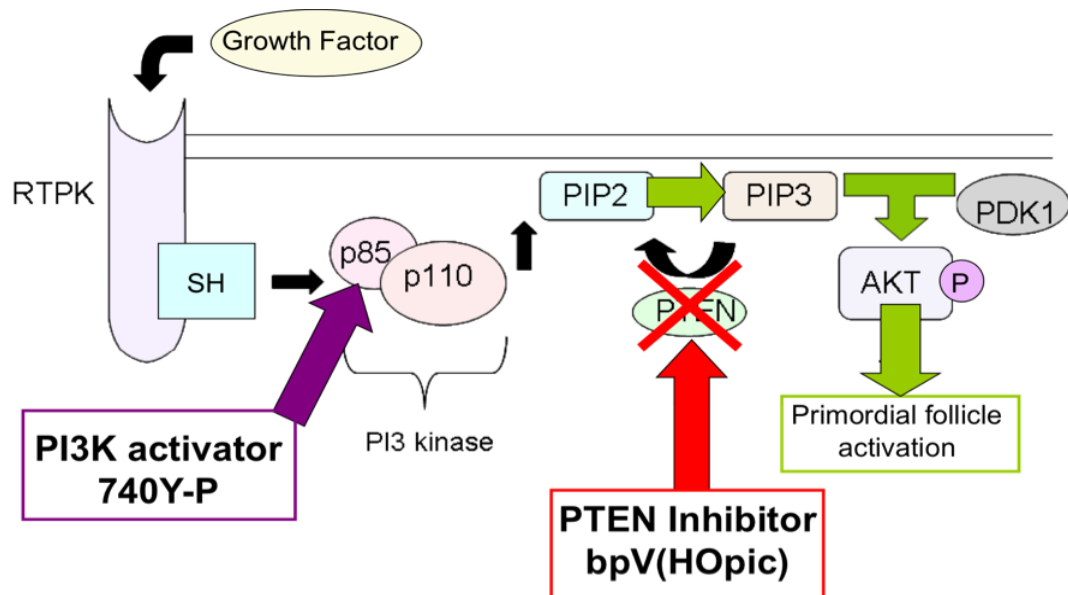 Growth Factor
RTPK
SH
p85
p110
PI3 kinase
PI3K activator
740Y-P
PIP2
PIP3
PDK1
PTEN
AKT
P
Primordial follicle
activation
PTEN Inhibitor
bpV(HOpic)